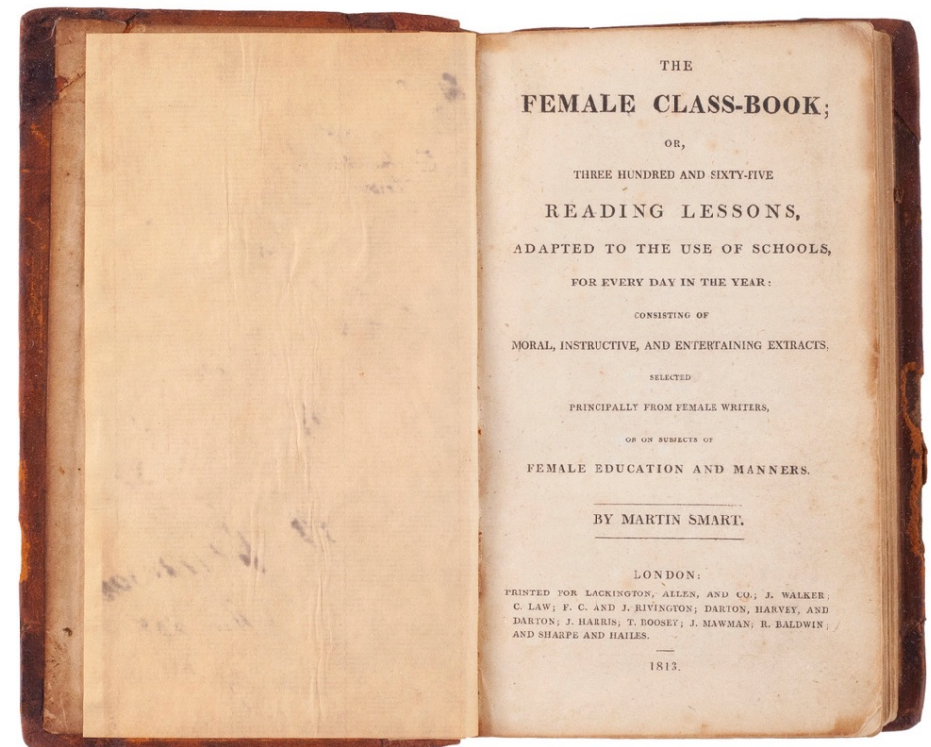 THE
FEMALE CLASS-BOOK;
OR,
THREE HUNDRED AND SIXTY-FIVE
READING LESSONS,
ADAPTED TO THE USE OF SCHOOLS,
FOR EVERY DAY IN THE YEAR:
CONSISTING OF
MORAL, INSTRUCTIVE, AND ENTERTAINING EXTRACTS,
SELECTED
PRINCIPALLY FROM FEMALE WRITERS,
OR ON SUBJECTS OF
FEMALE EDUCATION AND MANNERS.
BY MARTIN SMART.
LONDON:
PRINTED FOR LACKINGTON, ALLEN, AND CO.; J. WALKER;
C. LAW; F. C. AND J. RIVINGTON; DARTON, HARVEY, AND
DARTON; J. HARRIS; T. BOOSEY; J. MAWMAN; R. BALDWIN;
AND SHARPE AND HAILES.
1813.